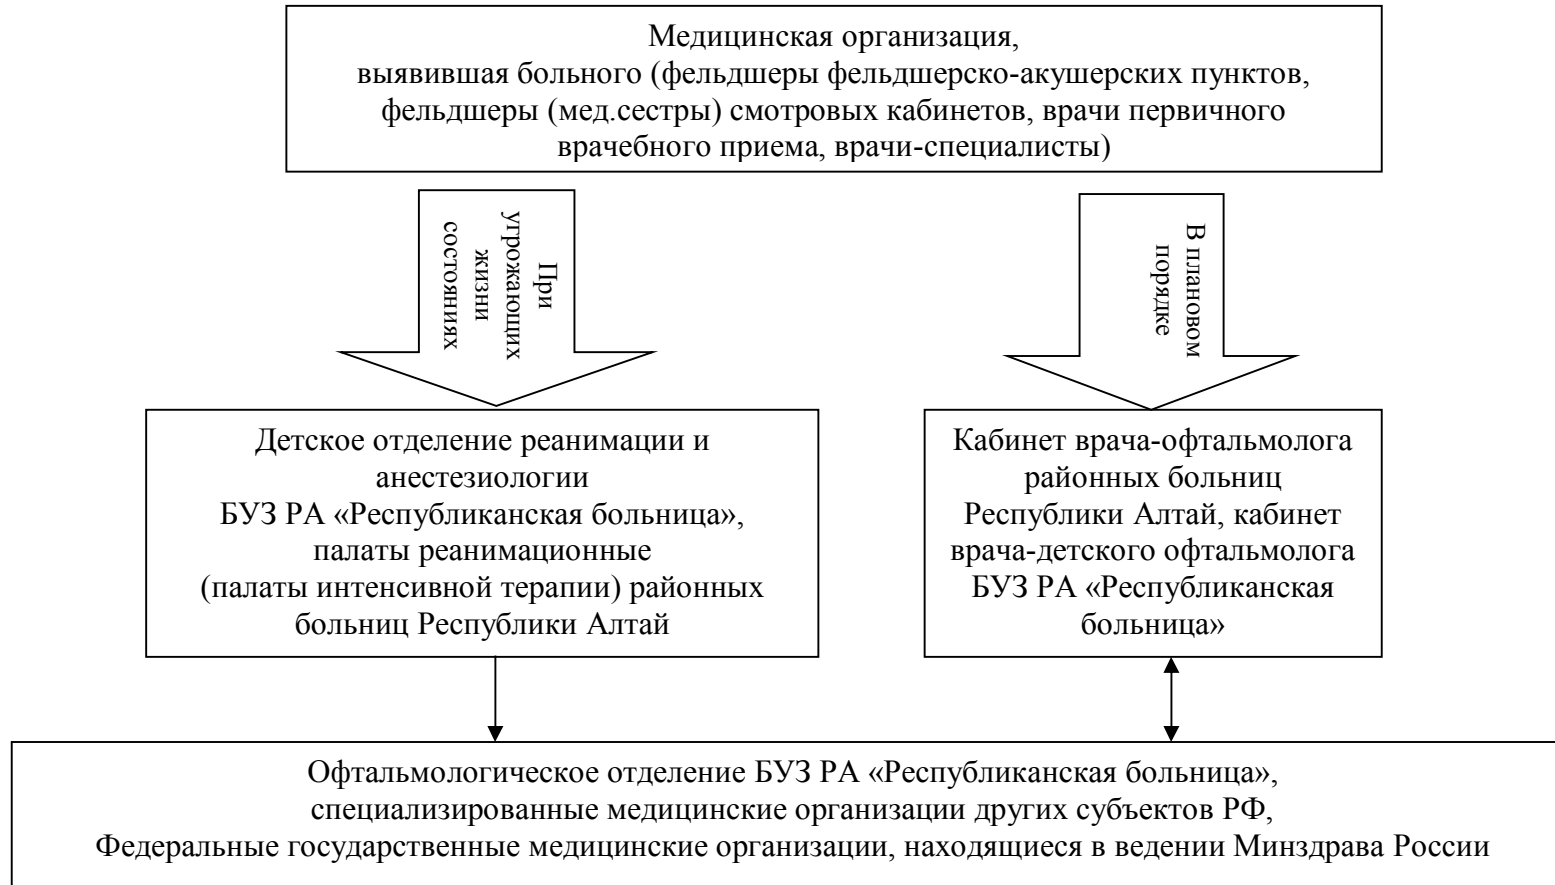 Медицинская организация,
выявившая больного (фельдшеры фельдшерско-акушерских пунктов,
фельдшеры (мед.сестры) смотровых кабинетов, врачи первичного
врачебного приема, врачи-специалисты)
При
угрожающих
жизни
состояниях
В плановом
порядке
Детское отделение реанимации и
анестезиологии
БУЗ РА «Республиканская больница»,
палаты реанимационные
(палаты интенсивной терапии) районных
больниц Республики Алтай
Кабинет врача-офтальмолога
районных больниц
Республики Алтай, кабинет
врача-детского офтальмолога
БУЗ РА «Республиканская
больница»
Офтальмологическое отделение БУЗ РА «Республиканская больница»,
специализированные медицинские организации других субъектов РФ,
Федеральные государственные медицинские организации, находящиеся в ведении Минздрава России